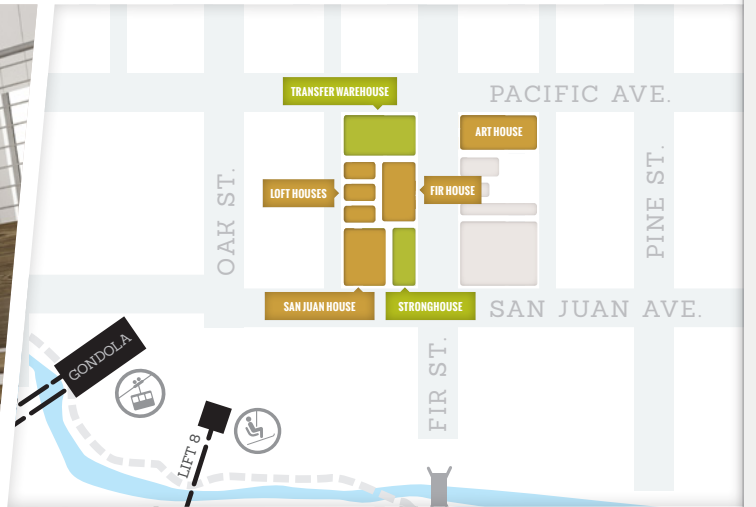 TRANSFER WAREHOUSE
PACIFIC AVE.
ART HOUSE
OAK ST.
LOFT HOUSES
FIR HOUSE
PINE ST.
SAN JUAN HOUSE
STRONGHOUSE
SAN JUAN AVE.
GONDOLA
FIR ST.
LIFT 8